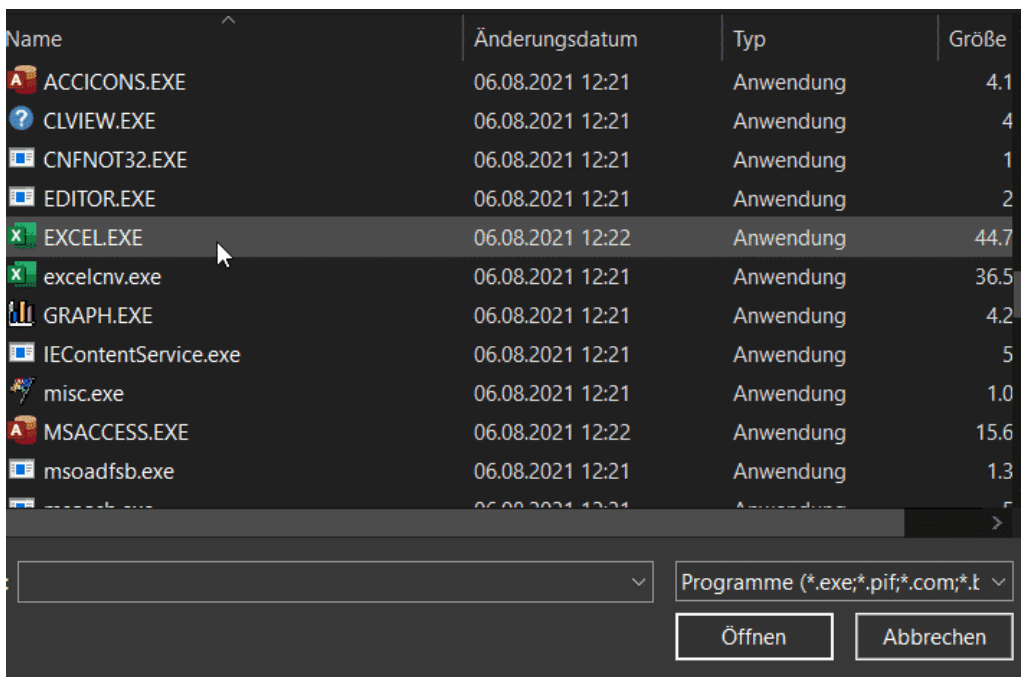 Name Änderungsdatum Typ Größe
ACCICONS.EXE 06.08.2021 12:21 Anwendung 4.1
CLVIEW.EXE 06.08.2021 12:21 Anwendung 4
CNFNOT32.EXE 06.08.2021 12:21 Anwendung 1
EDITOR.EXE 06.08.2021 12:21 Anwendung 2
EXCEL.EXE 06.08.2021 12:22 Anwendung 44.7
excelcnv.exe 06.08.2021 12:21 Anwendung 36.5
GRAPH.EXE 06.08.2021 12:21 Anwendung 4.2
IEContentService.exe 06.08.2021 12:21 Anwendung 5
misc.exe 06.08.2021 12:21 Anwendung 1.0
MSACCESS.EXE 06.08.2021 12:22 Anwendung 15.6
msoadfsb.exe 06.08.2021 12:21 Anwendung 1.3
06.08.2021 12:21 Anwendung
Programme (*.exe;*.pif;*.com;*.b
Öffnen Abbrechen